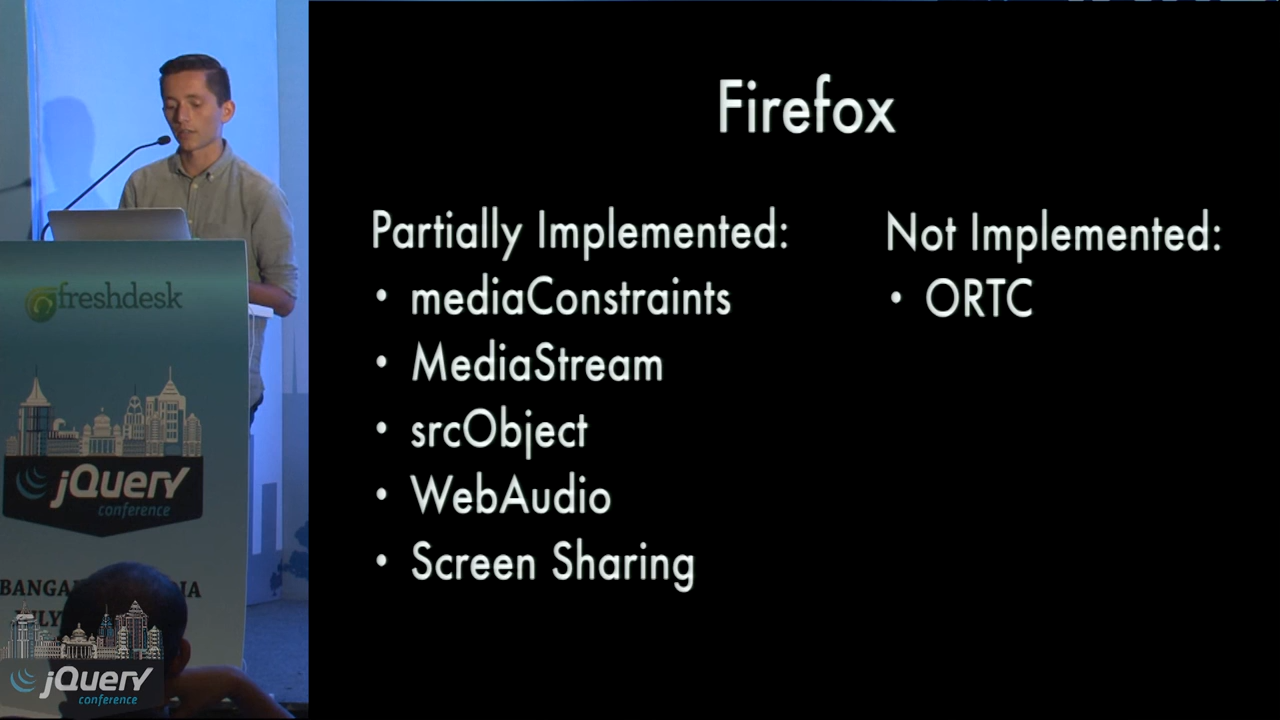 Firefox
Partially Implemented:
• mediaConstraints
• MediaStream
• srcObject
• WebAudio
• Screen Sharing
Not Implemented:
• ORTC
freshdesk
jQuery
conference
jQuery
conference